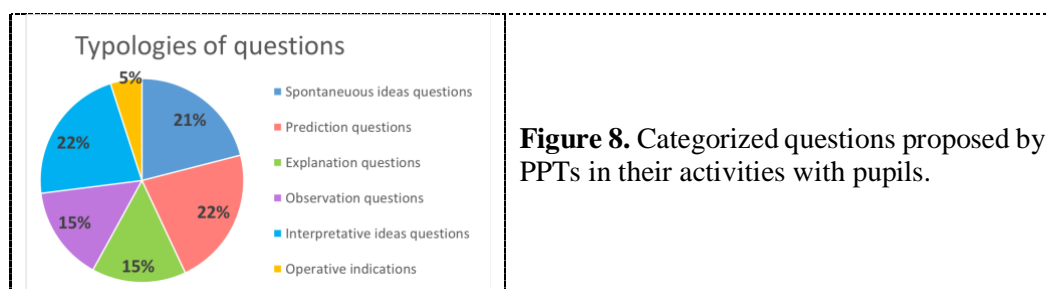 Typologies of questions
5%
21%
22%
15%
15%
22%
Spontaneuous ideas questions
Prediction questions
Explanation questions
Observation questions
Interpretative ideas questions
Operative indications
Figure 8. Categorized questions proposed by
PPTs in their activities with pupils.